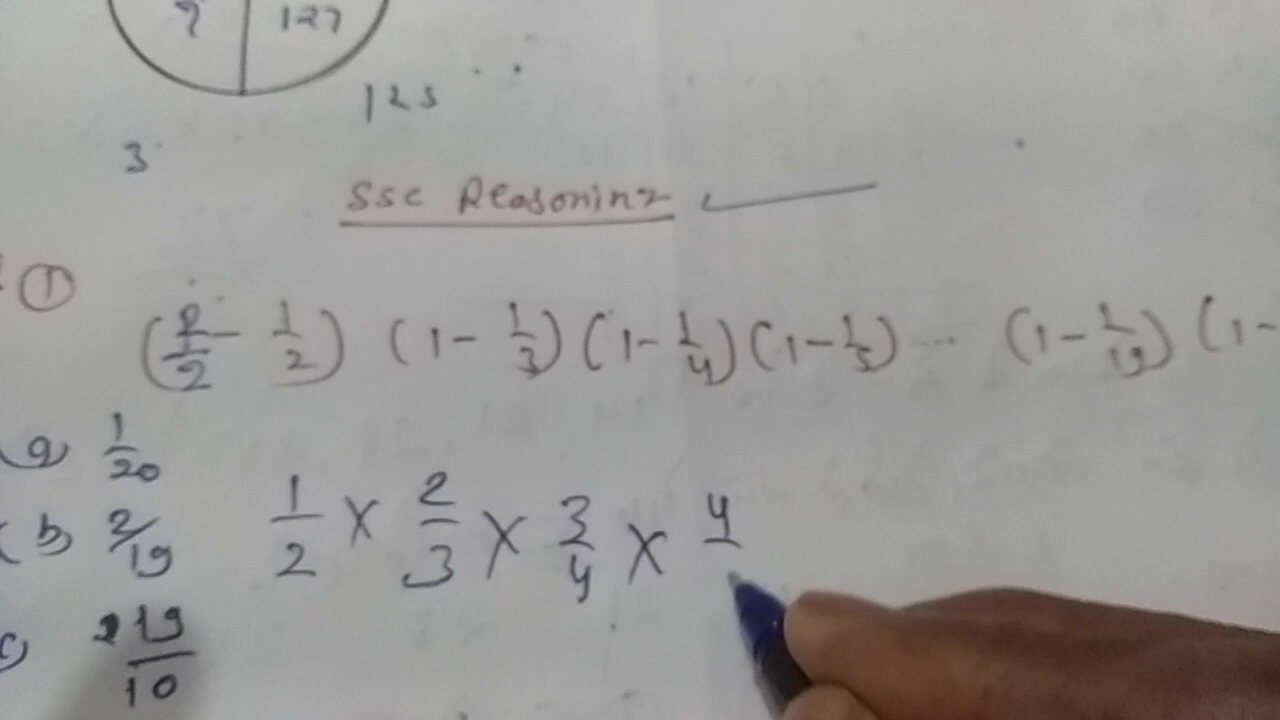 ? 127
123
3
SSC Reasoning
① (2/2 - 1/2) (1 - 1/3) (1 - 1/4) (1 - 1/5) ... (1 - 1/19) (1 -
a) 1/20
1/2 × 2/3 × 3/4 × 4
(b) 2/19
c) 19/10